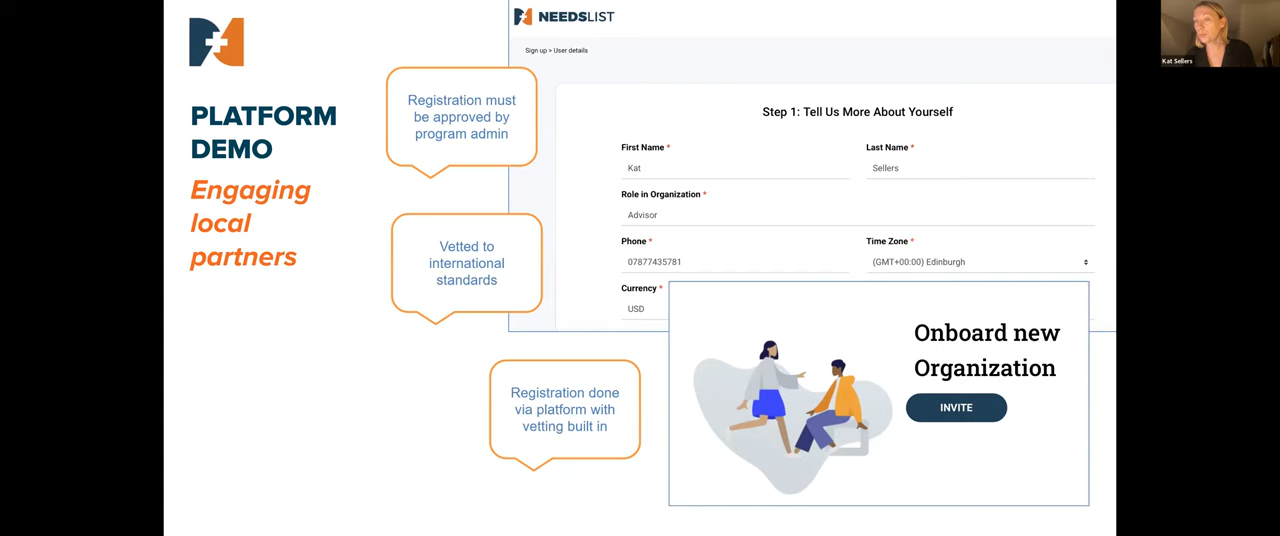 PLATFORM
DEMO
Engaging
local
partners
Registration must
be approved by
program admin
Vetted to
international
standards
Registration done
via platform with
vetting built in
NEEDSLIST
Sign up > User details
Step 1: Tell Us More About Yourself
First Name *
Last Name *
Kat
Sellers
Role in Organization *
Advisor
Phone *
Time Zone *
07877435781
(GMT+00:00) Edinburgh
Currency *
USD
Onboard new
Organization
INVITE
Kat Sellers